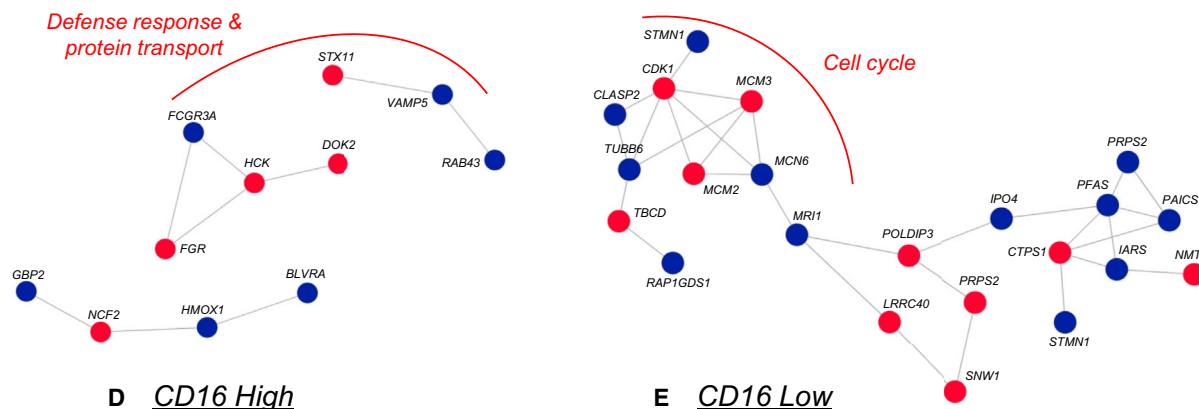 Defense response &
protein transport
STX11
VAMP5
FCGR3A
DOK2
HCK
RAB43
FGR
GBP2
BLVRA
NCF2
HMOX1
D CD16 High
STMN1
Cell cycle
CDK1
MCM3
CLASP2
TUBB6
MCN6
MCM2
TBCD
MRI1
RAP1GDS1
PRPS2
IPO4
PFAS
PAICS
POLDIP3
CTPS1
IARS
NMT
PRPS2
LRRC40
STMN1
SNW1
E CD16 Low